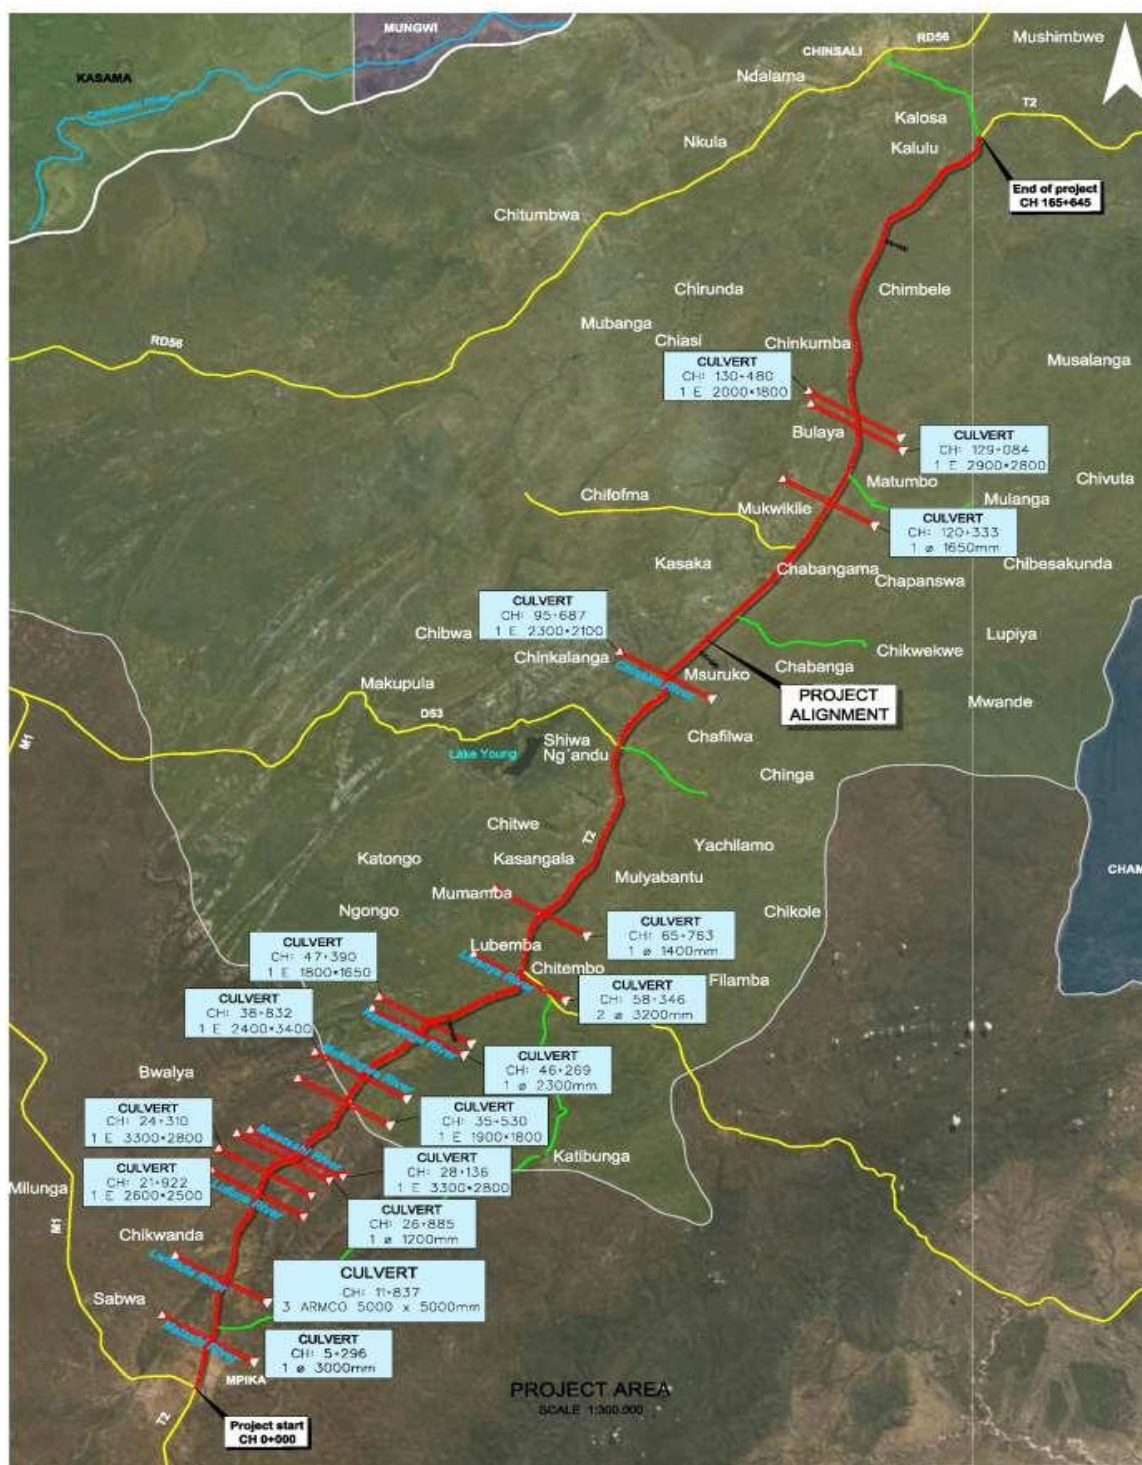 MUNGWI
KASAMA
RD56
Mushimbwe
CHINSALI
Ndalama
T2
Kalosa
Nkula
Kalulu
End of project
CH 165+645
Chitumbwa
Chirunda
Chimbele
Mubanga
Chiasi
Chinkumba
RD56
Musalanga
CULVERT
CH: 130+480
1 E 2000*1800
Bulaya
CULVERT
CH: 129+084
1 E 2900*2800
Matumbo
Chivuta
Chifofma
Mulanga
Mukwikile
CULVERT
CH: 120+333
1 ø 1650mm
Kasaka
Chabangama
Chibesakunda
Chapanswa
CULVERT
CH: 95+687
1 E 2300*2100
Chibwa
Lupiya
Chinkalanga
Chikwekwe
Msuruko
Chabanga
Makupula
PROJECT
ALIGNMENT
Mwande
D53
M1
Chafilwa
Shiwa
Ng'andu
Lake Young
Chinga
Chitwe
T2
Yachilamo
Katongo
Kasangala
CHAM
Mulyabantu
Mumamba
Ngongo
Chikole
CULVERT
CH: 65+763
1 ø 1400mm
CULVERT
CH: 47+390
1 E 1800*1650
Lubemba
Chitembo
Filamba
CULVERT
CH: 58+346
2 ø 3200mm
CULVERT
CH: 38+832
1 E 2400*3400
CULVERT
CH: 46+269
1 ø 2300mm
Bwalya
CULVERT
CH: 24+310
1 E 3300*2800
CULVERT
CH: 35+530
1 E 1900*1800
Katibunga
CULVERT
CH: 21+922
1 E 2600*2500
CULVERT
CH: 28+136
1 E 3300*2800
Milunga
M1
CULVERT
CH: 26+885
1 ø 1200mm
Chikwanda
CULVERT
CH: 11+837
3 ARMCO 5000 x 5000mm
Sabwa
CULVERT
CH: 5+296
1 ø 3000mm
MPIKA
PROJECT AREA
SCALE 1:300.000
T2
Project start
CH 0+000